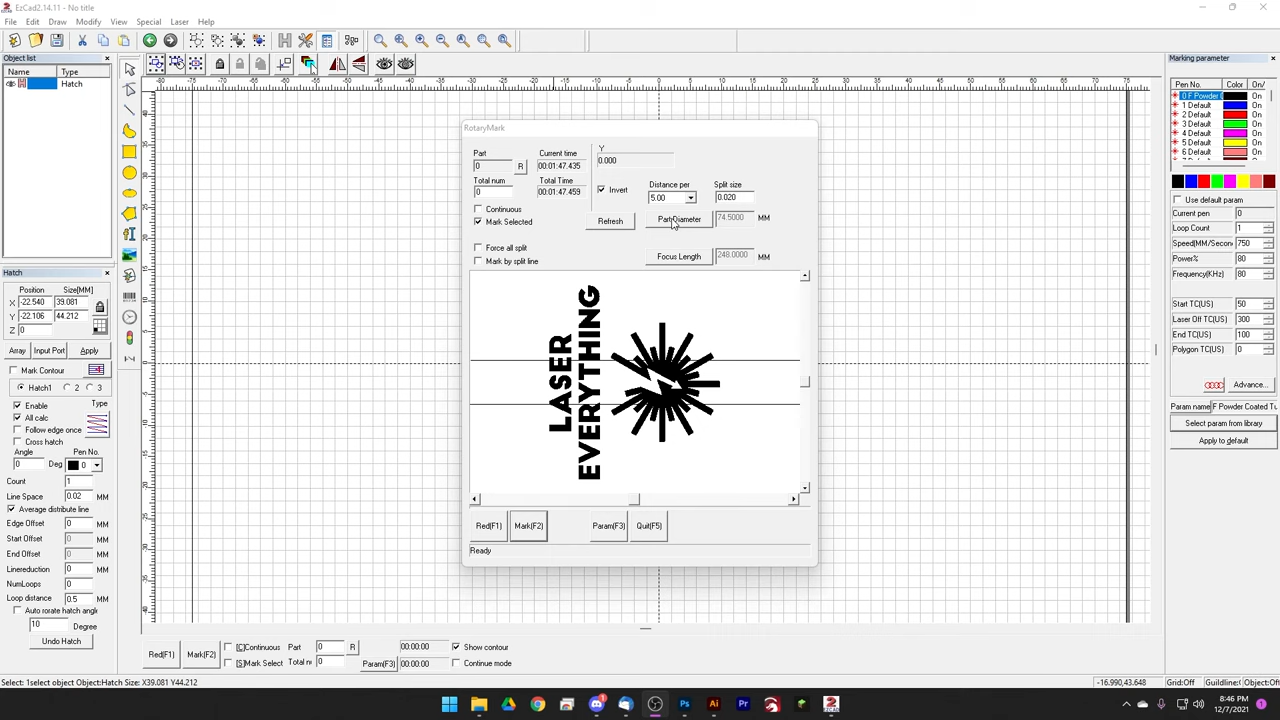 EzCad2.14.11 - No title
File Edit Draw Modify View Special Laser Help
Object list
Name Type
Hatch
Hatch
Position Size[MM]
X -22.540 39.081
Y -22.106 44.212
Z 0
Array Input Port Apply
Mark Contour
Hatch1 2 3
Enable Type
All calc
Follow edge once
Cross hatch
Angle Pen No.
0 Deg 0
Count 1
Line Space 0.02 MM
Average distribute line
Edge Offset 0 MM
Start Offset 0 MM
End Offset 0 MM
Linereduction 0 MM
NumLoops 0
Loop distance 0.5 MM
Auto rorate hatch angle
10 Degree
Undo Hatch
RotaryMark
Part Current time Y
0 R 00:01:47.435 0.000
Total num Total Time
0 00:01:47.459
Invert
Distance per Split size
5.00 0.020
Continuous
Mark Selected
Refresh
Part Diameter 74.5000 MM
Force all split
Mark by split line
Focus Length 248.0000 MM
LASER
EVERYTHING
Red(F1) Mark(F2) Param(F3) Quit(F5)
Ready
Marking parameter
Pen No. Color On/
0 F Powder C On
1 Default On
2 Default On
3 Default On
4 Default On
5 Default On
6 Default On
Use default param
Current pen 0
Loop Count 1
Speed(MM/Second 750
Power% 80
Frequency(KHz) 80
Start TC(US) 50
Laser Off TC(US) 300
End TC(US) 100
Polygon TC(US) 0
Advance...
Param name F Powder Coated Tu
Select param from library
Apply to default
Red(F1) Mark(F2) [C]Continuous Part 0 R 00:00:00 Show contour
[S]Mark Select Total nu 0 Param(F3) 00:00:00 Continue mode
Select: 1select object Object:Hatch Size: X39.081 Y44.212
-16.990,43.648 Grid:Off Guildline:( Object:Of
8:46 PM
12/7/2021